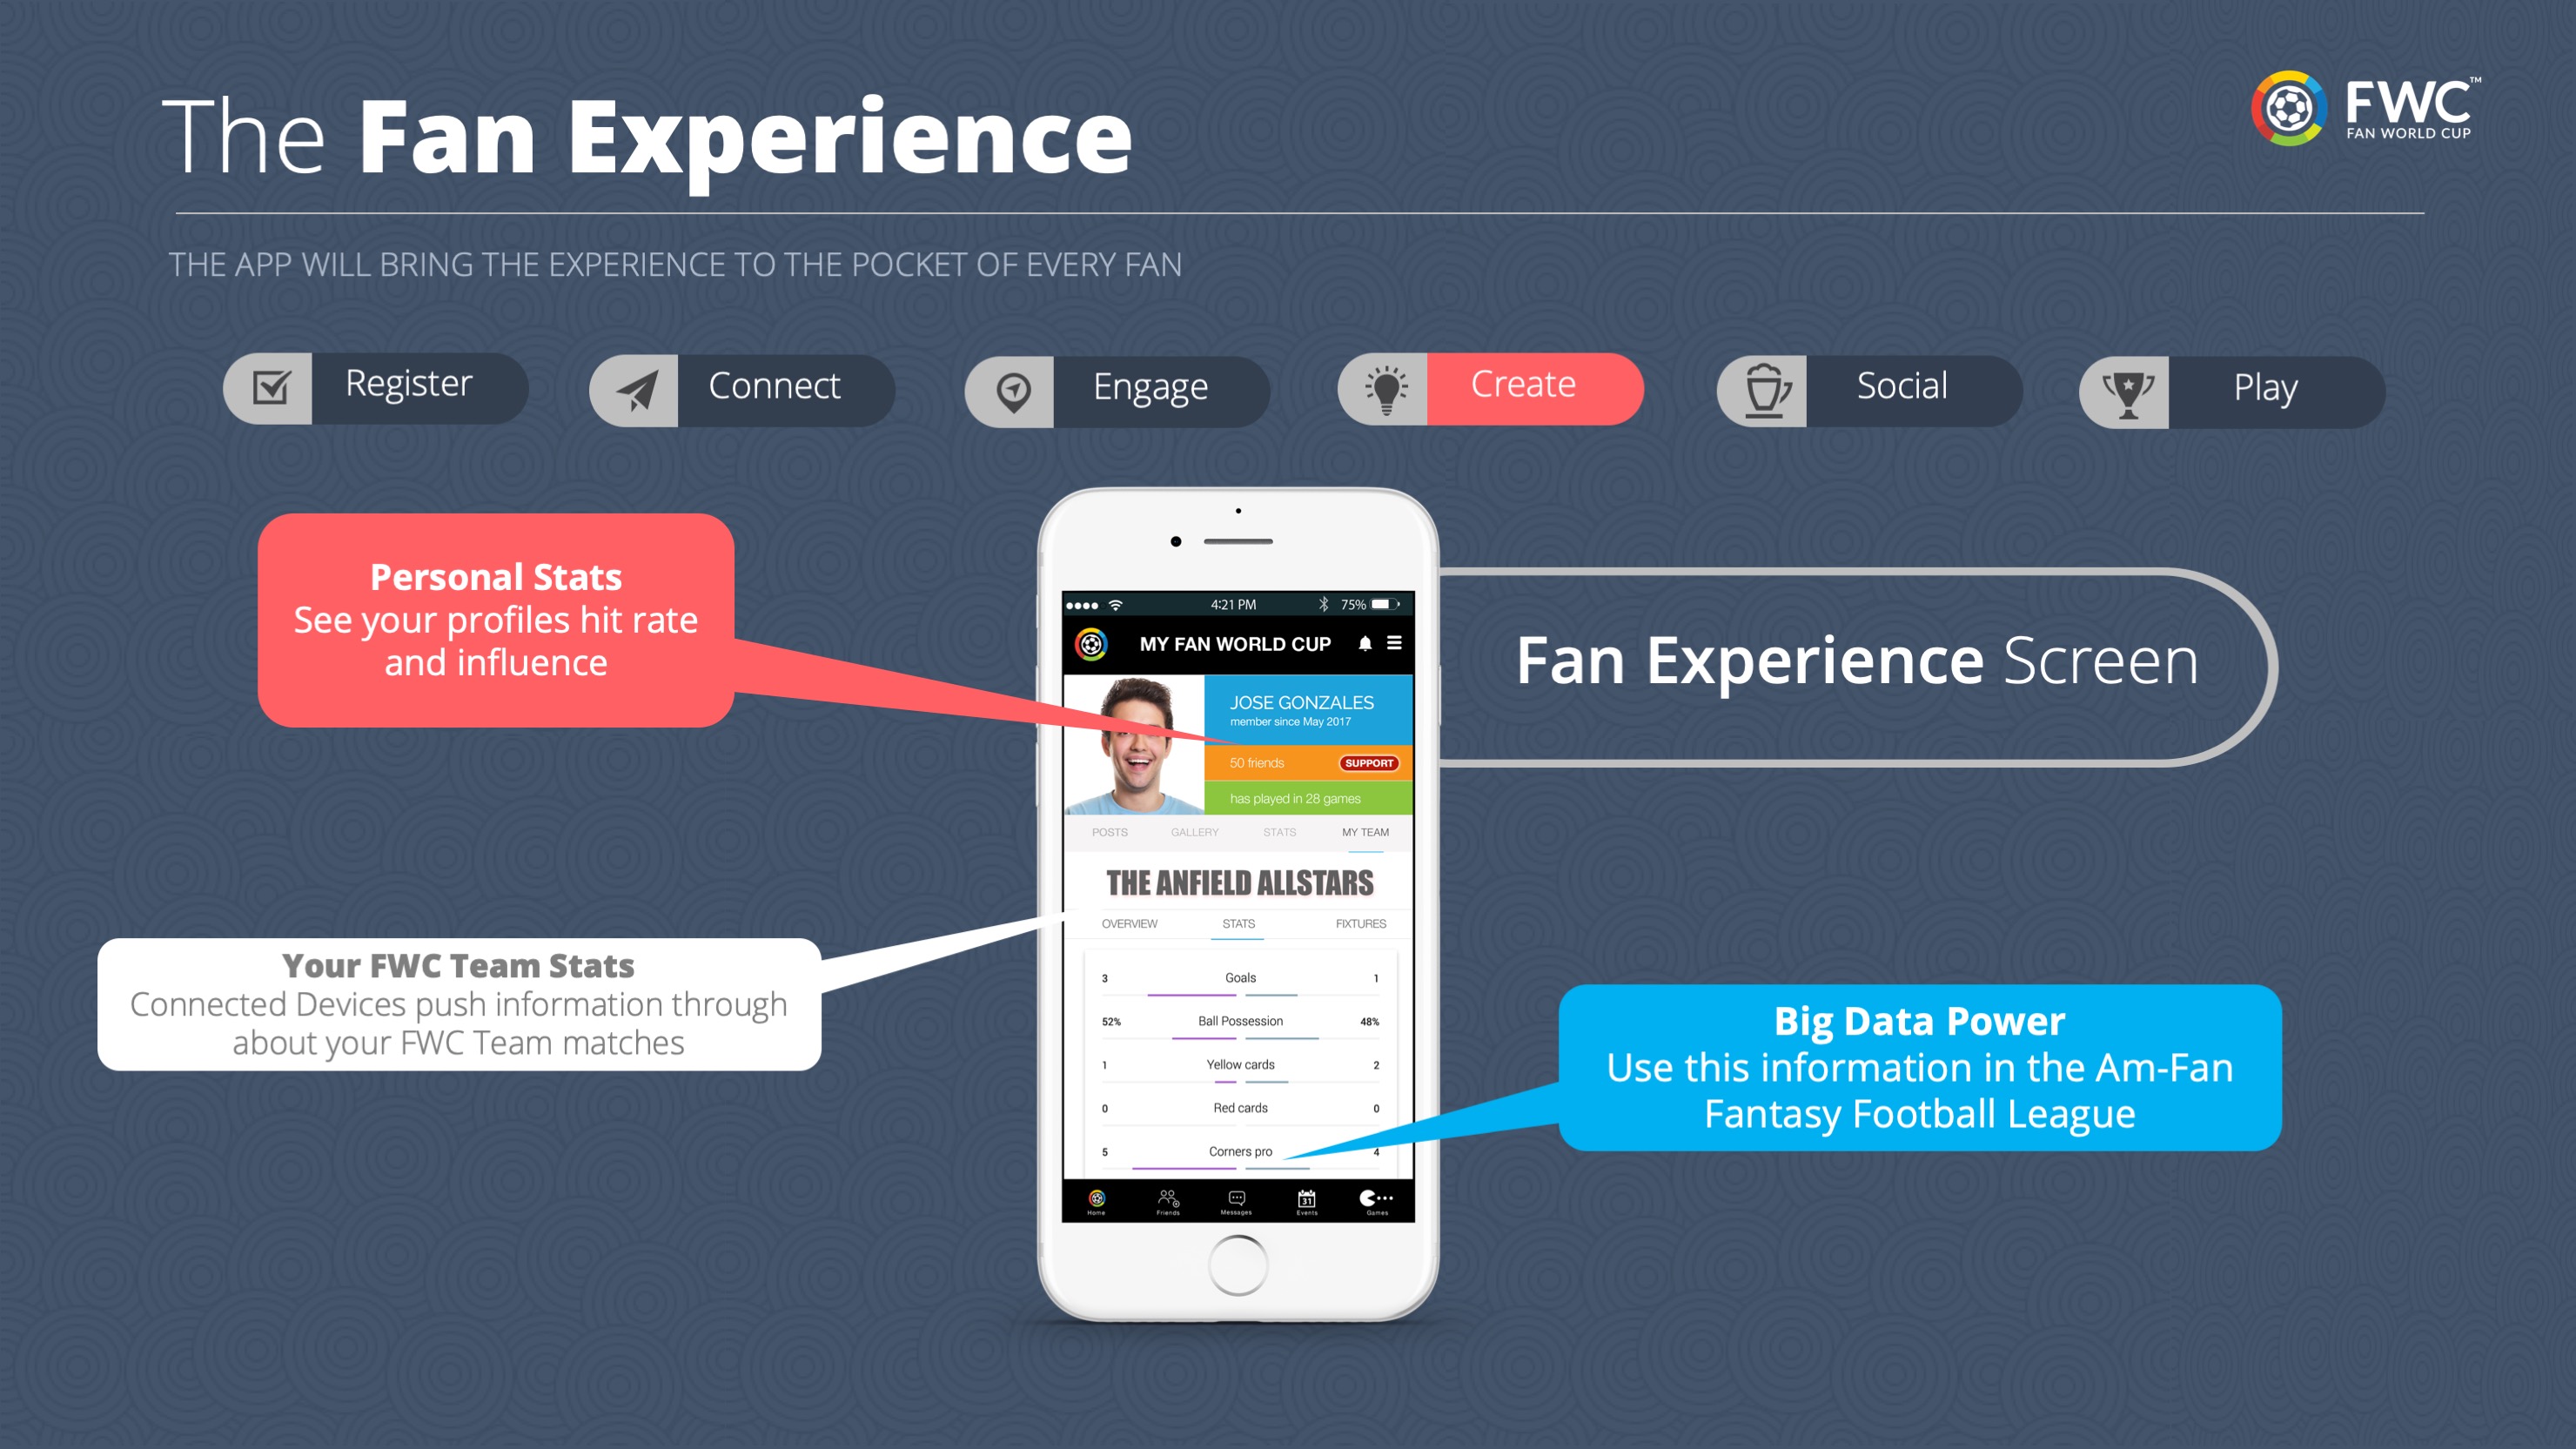 The Fan Experience
FWC™
FAN WORLD CUP
THE APP WILL BRING THE EXPERIENCE TO THE POCKET OF EVERY FAN
Register
Connect
Engage
Create
Social
Play
Personal Stats
See your profiles hit rate
and influence
Fan Experience Screen
4:21 PM
75%
MY FAN WORLD CUP
JOSE GONZALES
member since May 2017
50 friends
SUPPORT
has played in 28 games
POSTS GALLERY STATS MY TEAM
THE ANFIELD ALLSTARS
OVERVIEW STATS FIXTURES
3 Goals 1
52% Ball Possession 48%
1 Yellow cards 2
0 Red cards 0
5 Corners pro 4
31
Home Friends Messages Events Games
Your FWC Team Stats
Connected Devices push information through
about your FWC Team matches
Big Data Power
Use this information in the Am-Fan
Fantasy Football League